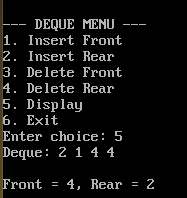 --- DEQUE MENU ---
1. Insert Front
2. Insert Rear
3. Delete Front
4. Delete Rear
5. Display
6. Exit
Enter choice: 5
Deque: 2 1 4 4
Front = 4, Rear = 2